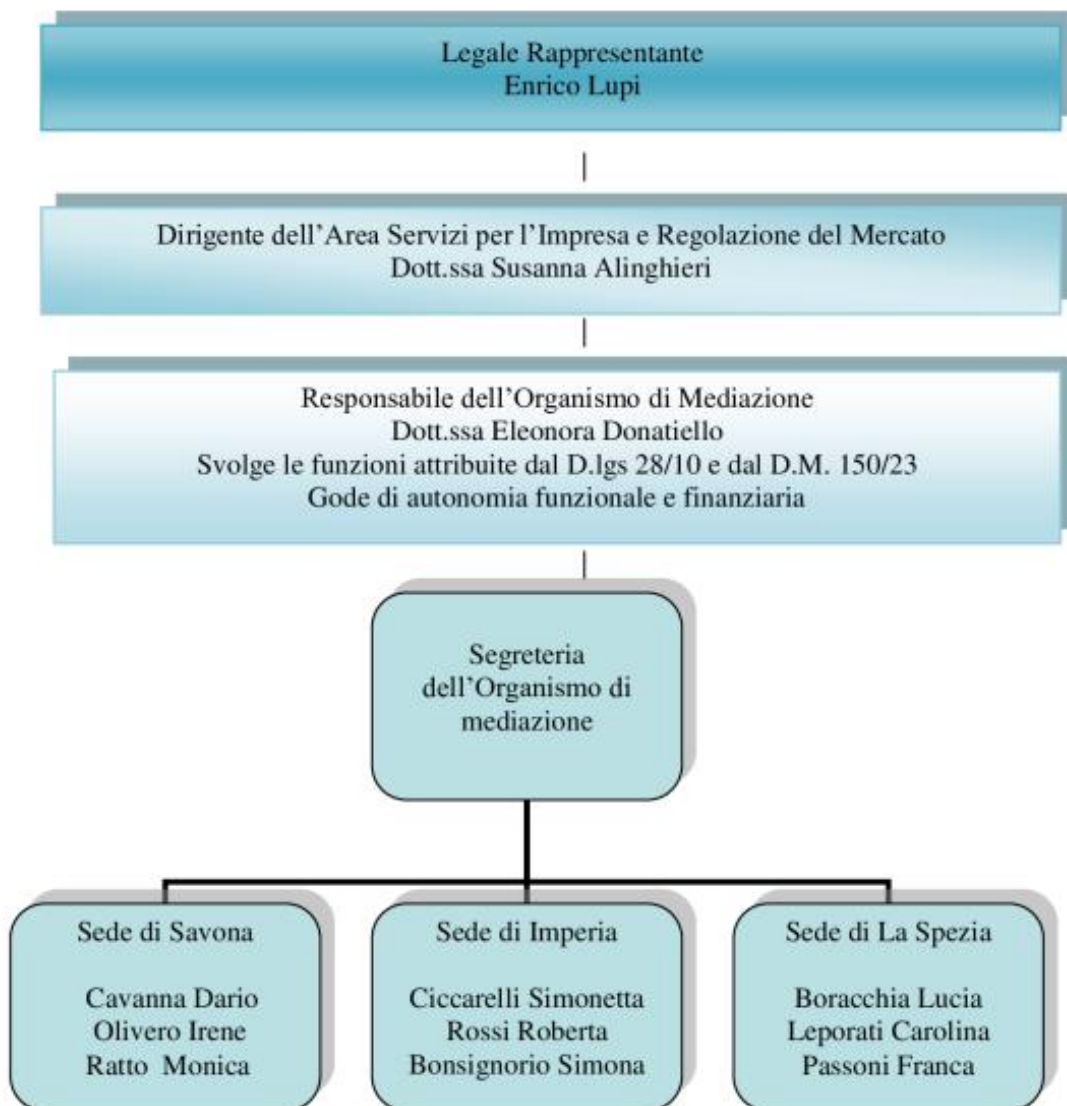 Legale Rappresentante
Enrico Lupi
Dirigente dell’Area Servizi per l’Impresa e Regolazione del Mercato
Dott.ssa Susanna Alinghieri
Responsabile dell’Organismo di Mediazione
Dott.ssa Eleonora Donatiello
Svolge le funzioni attribuite dal D.lgs 28/10 e dal D.M. 150/23
Gode di autonomia funzionale e finanziaria
Segreteria
dell’Organismo di
mediazione
Sede di Savona
Cavanna Dario
Olivero Irene
Ratto Monica
Sede di Imperia
Ciccarelli Simonetta
Rossi Roberta
Bonsignorio Simona
Sede di La Spezia
Boracchia Lucia
Leporati Carolina
Passoni Franca